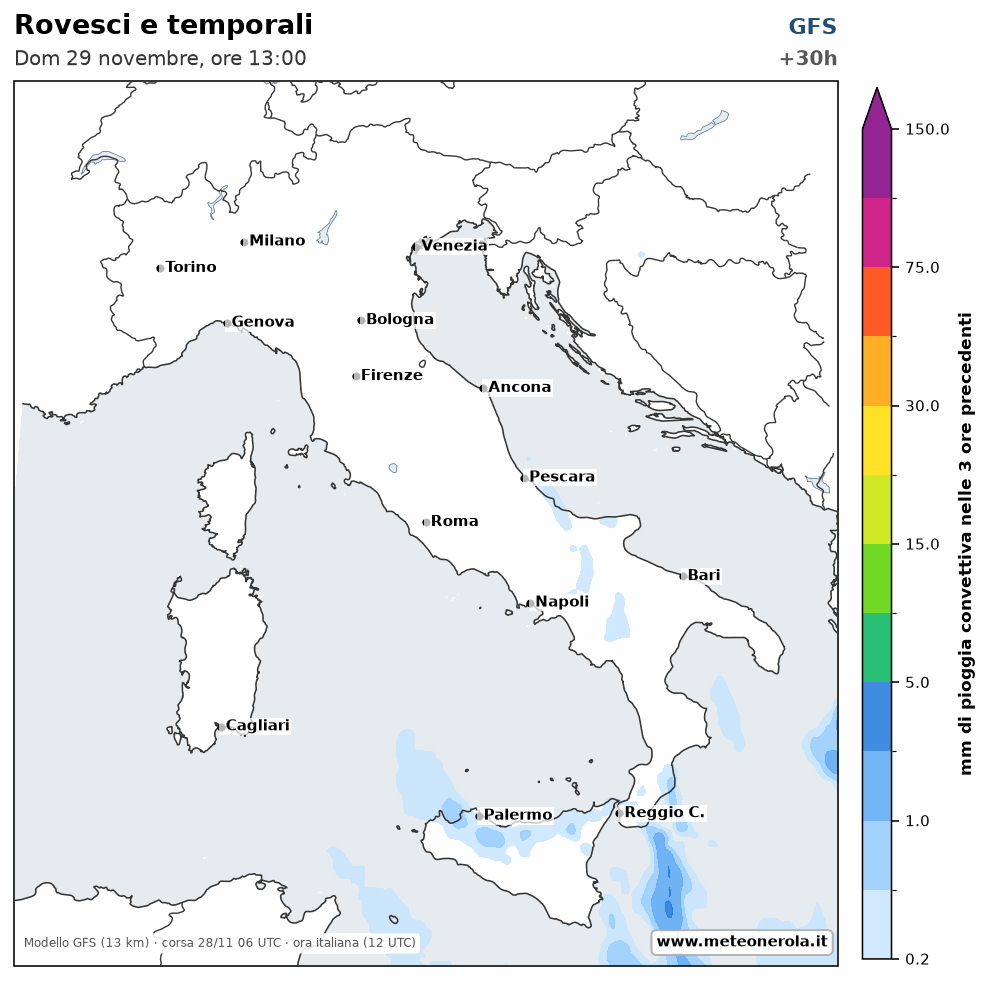 Rovesci e temporali
GFS
Dom 29 novembre, ore 13:00
+30h
150.0
75.0
30.0
15.0
5.0
1.0
0.2
mm di pioggia convettiva nelle 3 ore precedenti
Milano
Venezia
Torino
Genova
Bologna
Firenze
Ancona
Pescara
Roma
Bari
Napoli
Cagliari
Palermo
Reggio C.
Modello GFS (13 km) · corsa 28/11 06 UTC · ora italiana (12 UTC)
www.meteonerola.it